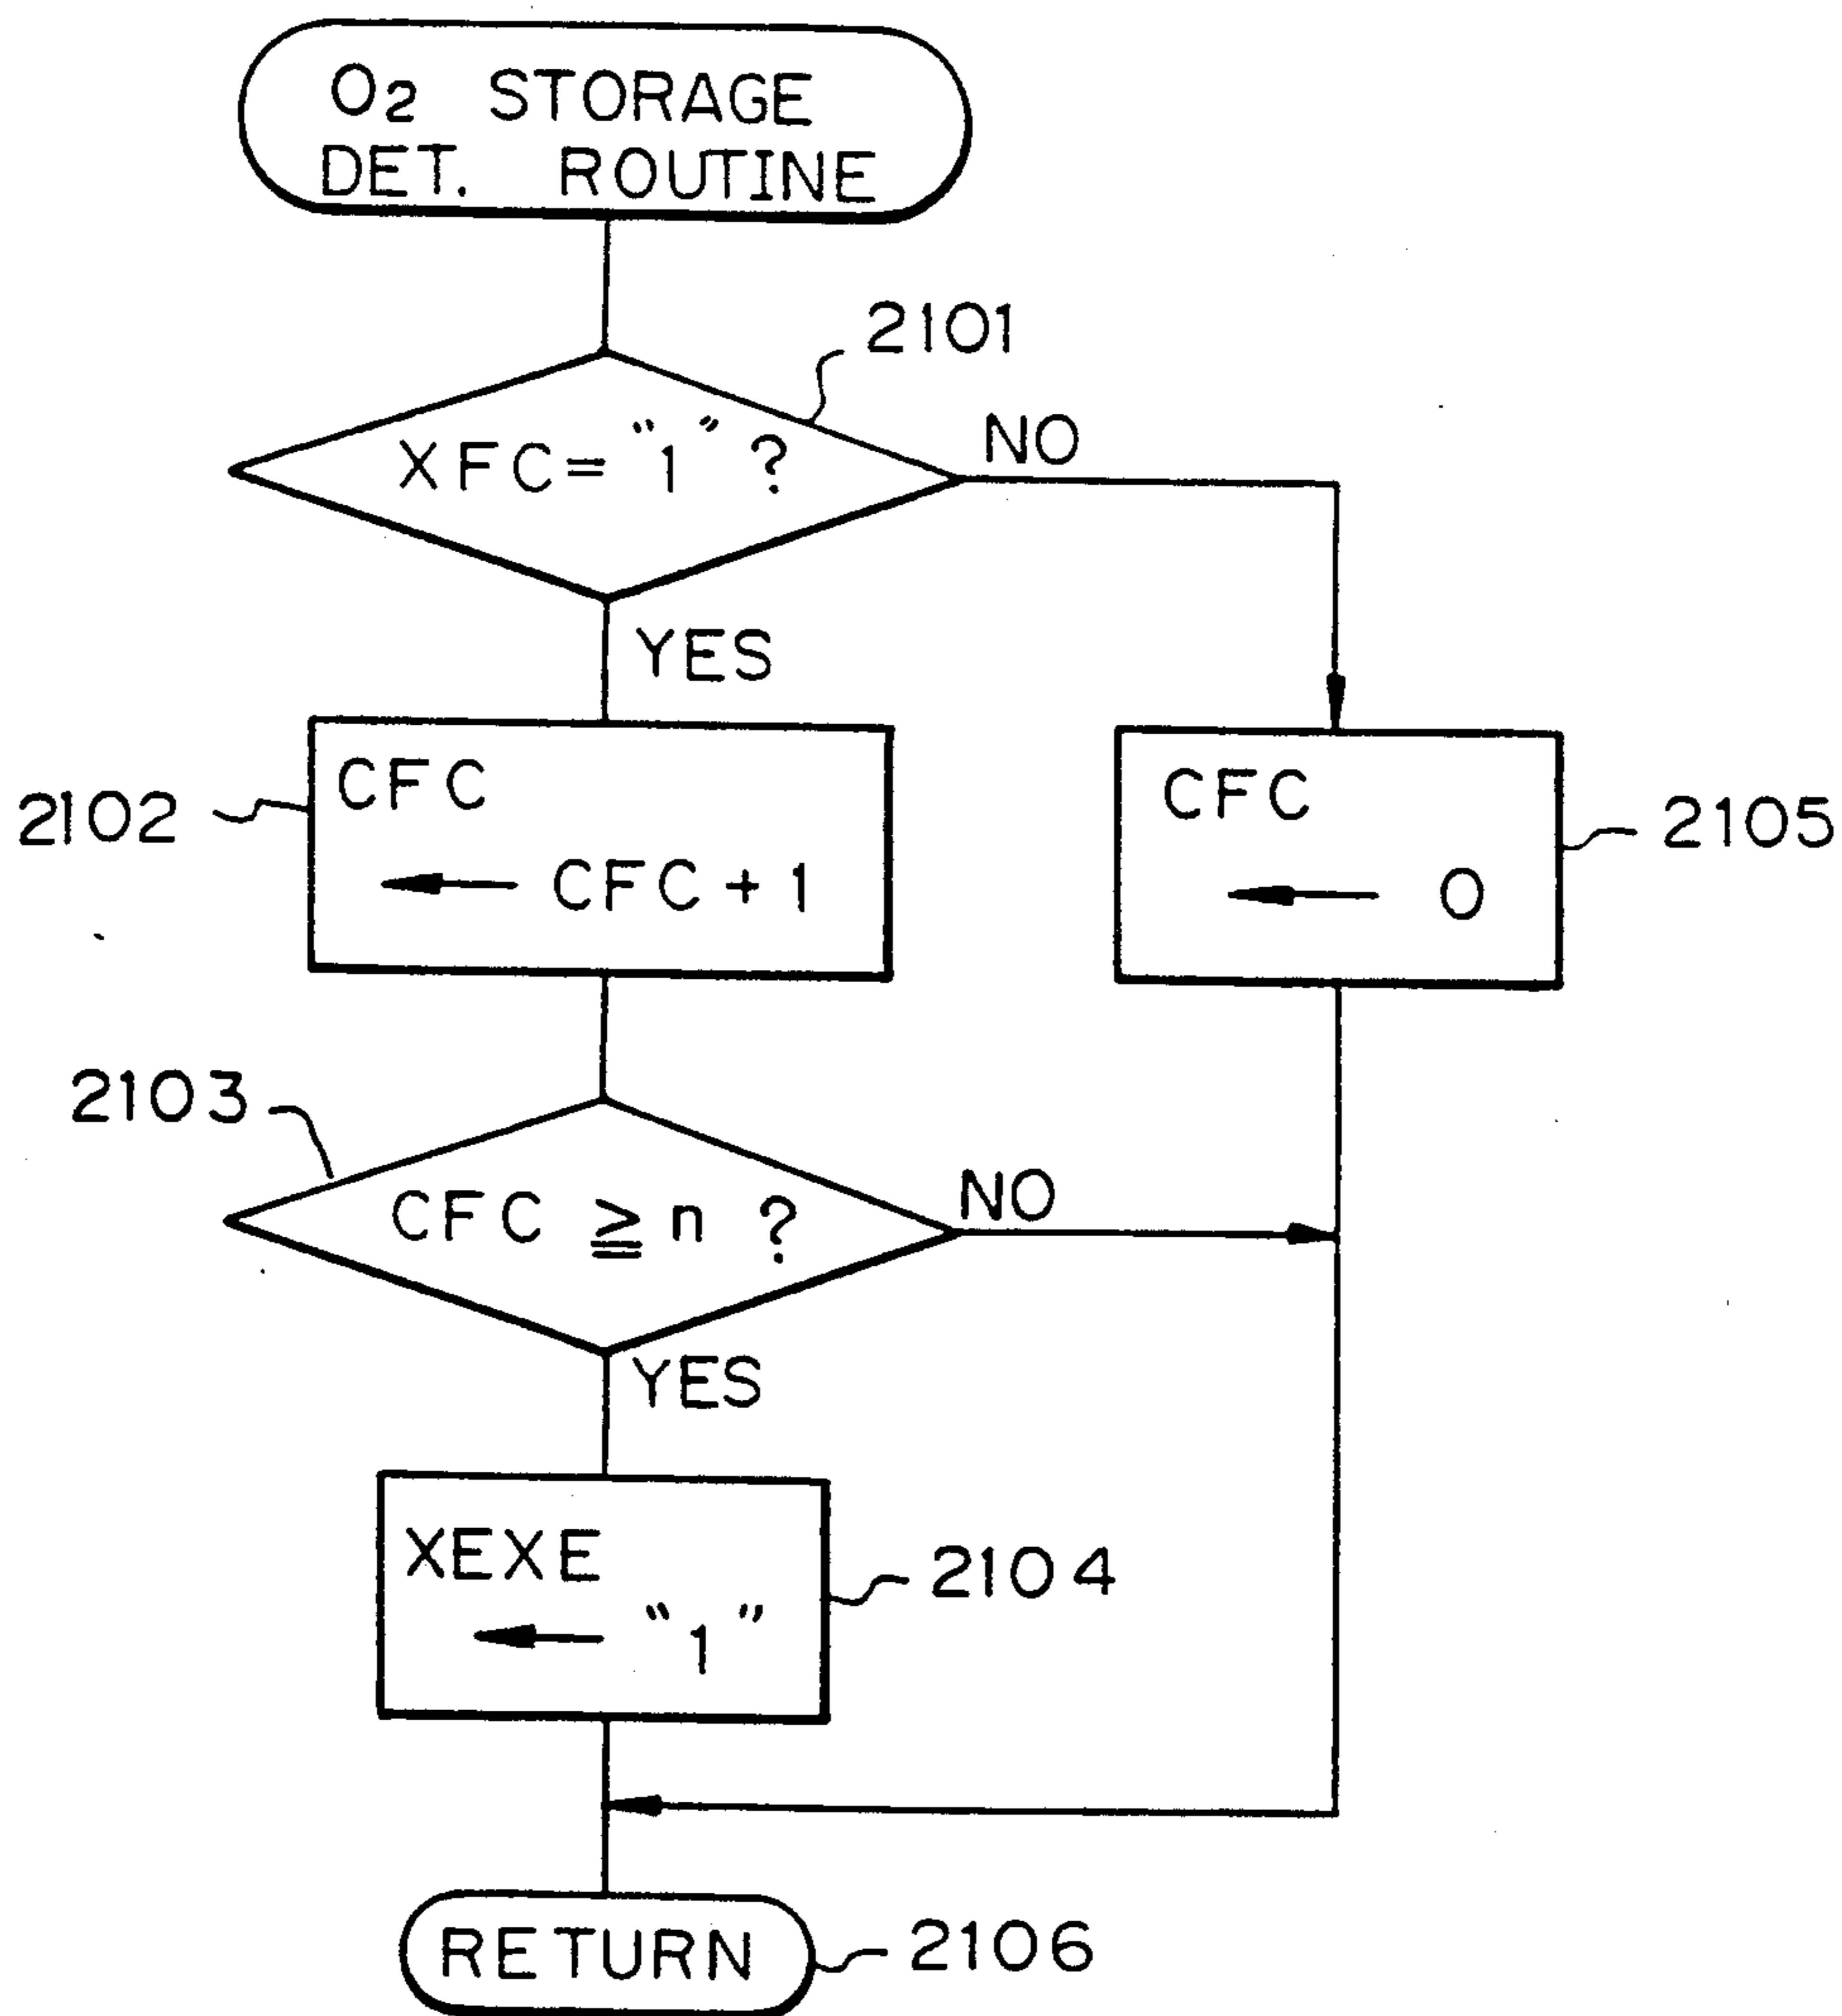 O2 STORAGE
DET. ROUTINE
2101
XFC = "1" ?
NO
YES
2102
CFC
← CFC + 1
CFC
← 0
2105
2103
CFC ≧ n ?
NO
YES
XEXE
← "1"
2104
RETURN
2106